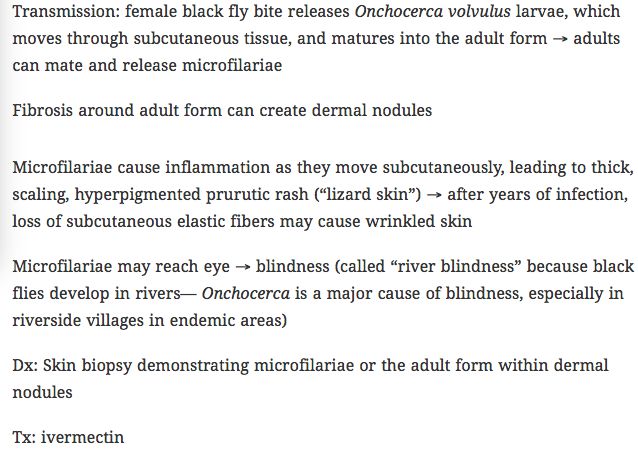 Transmission: female black fly bite releases Onchocerca volvulus larvae, which
moves through subcutaneous tissue, and matures into the adult form → adults
can mate and release microfilariae
Fibrosis around adult form can create dermal nodules
Microfilariae cause inflammation as they move subcutaneously, leading to thick,
scaling, hyperpigmented prurutic rash (“lizard skin”) → after years of infection,
loss of subcutaneous elastic fibers may cause wrinkled skin
Microfilariae may reach eye → blindness (called “river blindness” because black
flies develop in rivers— Onchocerca is a major cause of blindness, especially in
riverside villages in endemic areas)
Dx: Skin biopsy demonstrating microfilariae or the adult form within dermal
nodules
Tx: ivermectin